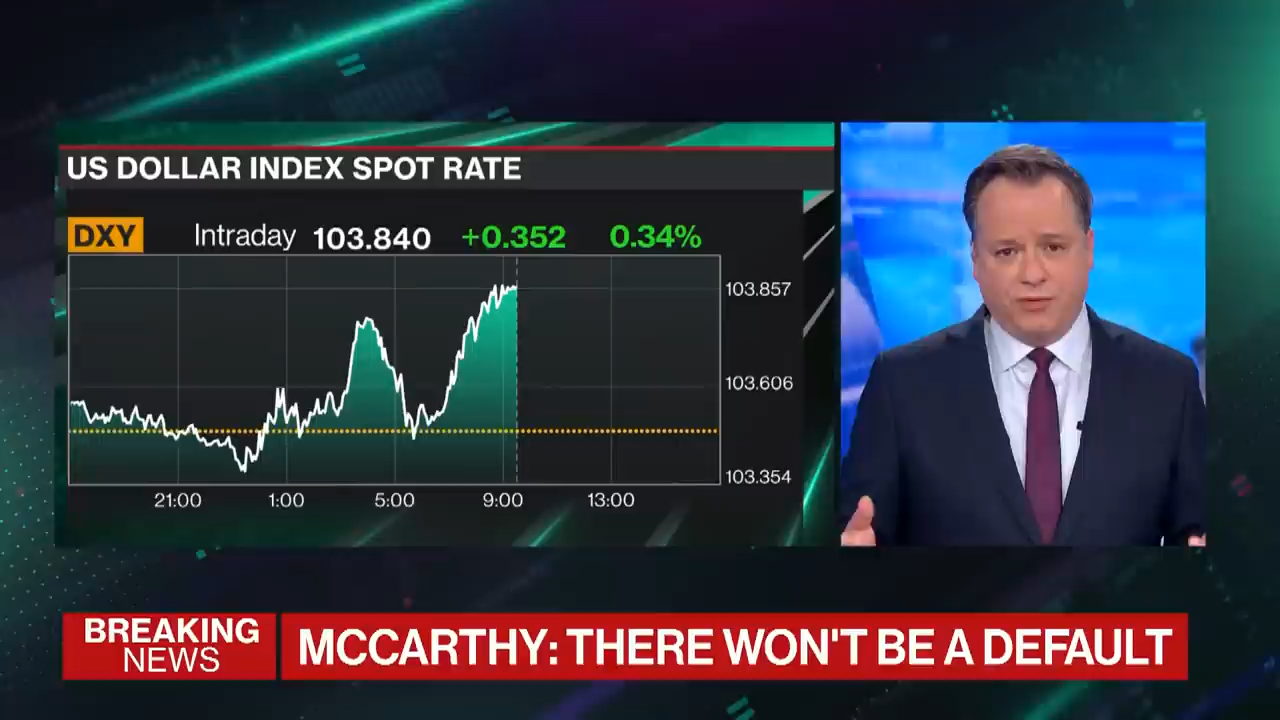 US DOLLAR INDEX SPOT RATE
DXY Intraday 103.840 +0.352 0.34%
103.857
103.606
103.354
21:00 1:00 5:00 9:00 13:00
BREAKING NEWS
MCCARTHY: THERE WON'T BE A DEFAULT